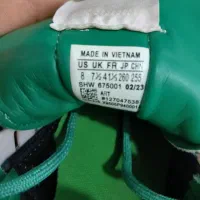 MADE IN VIETNAM
US UK FR JP CHN
8 7½ 41⅓ 260 255
SHW 675001 02/23
ART